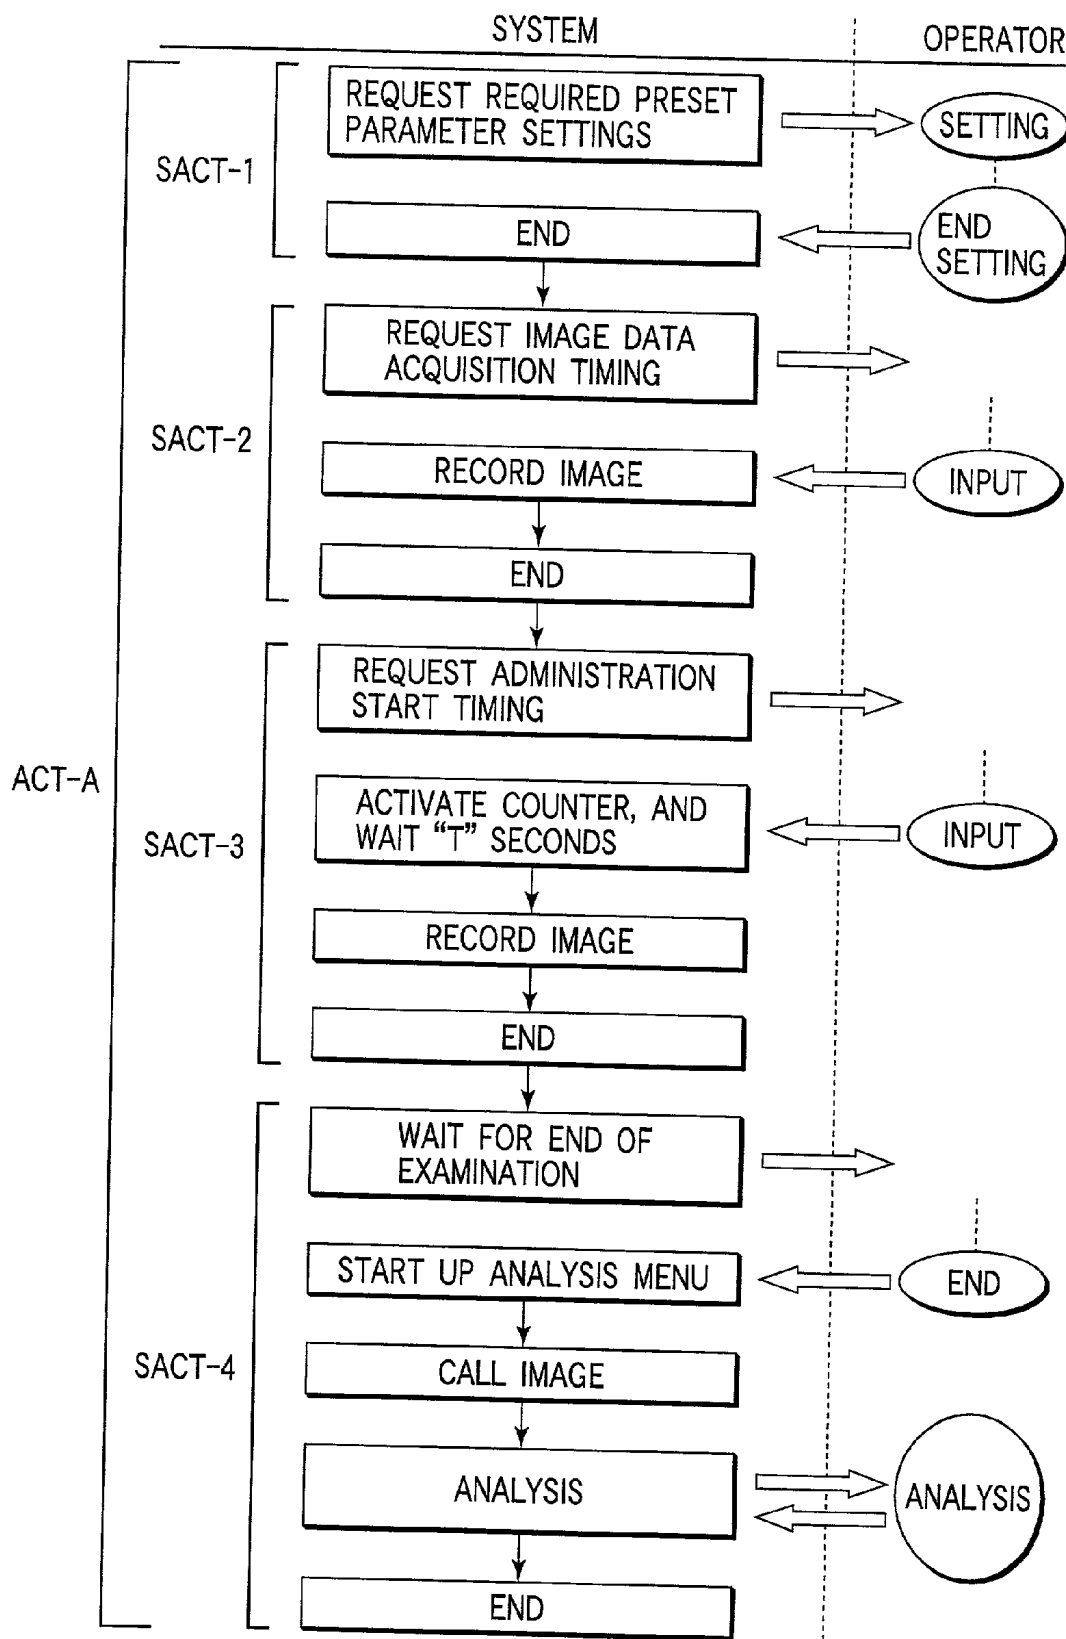 SYSTEM
OPERATOR
REQUEST REQUIRED PRESET
PARAMETER SETTINGS
SETTING
SACT-1
END
END
SETTING
REQUEST IMAGE DATA
ACQUISITION TIMING
SACT-2
RECORD IMAGE
INPUT
END
REQUEST ADMINISTRATION
START TIMING
ACT-A
ACTIVATE COUNTER, AND
WAIT “T” SECONDS
INPUT
SACT-3
RECORD IMAGE
END
WAIT FOR END OF
EXAMINATION
START UP ANALYSIS MENU
END
SACT-4
CALL IMAGE
ANALYSIS
ANALYSIS
END